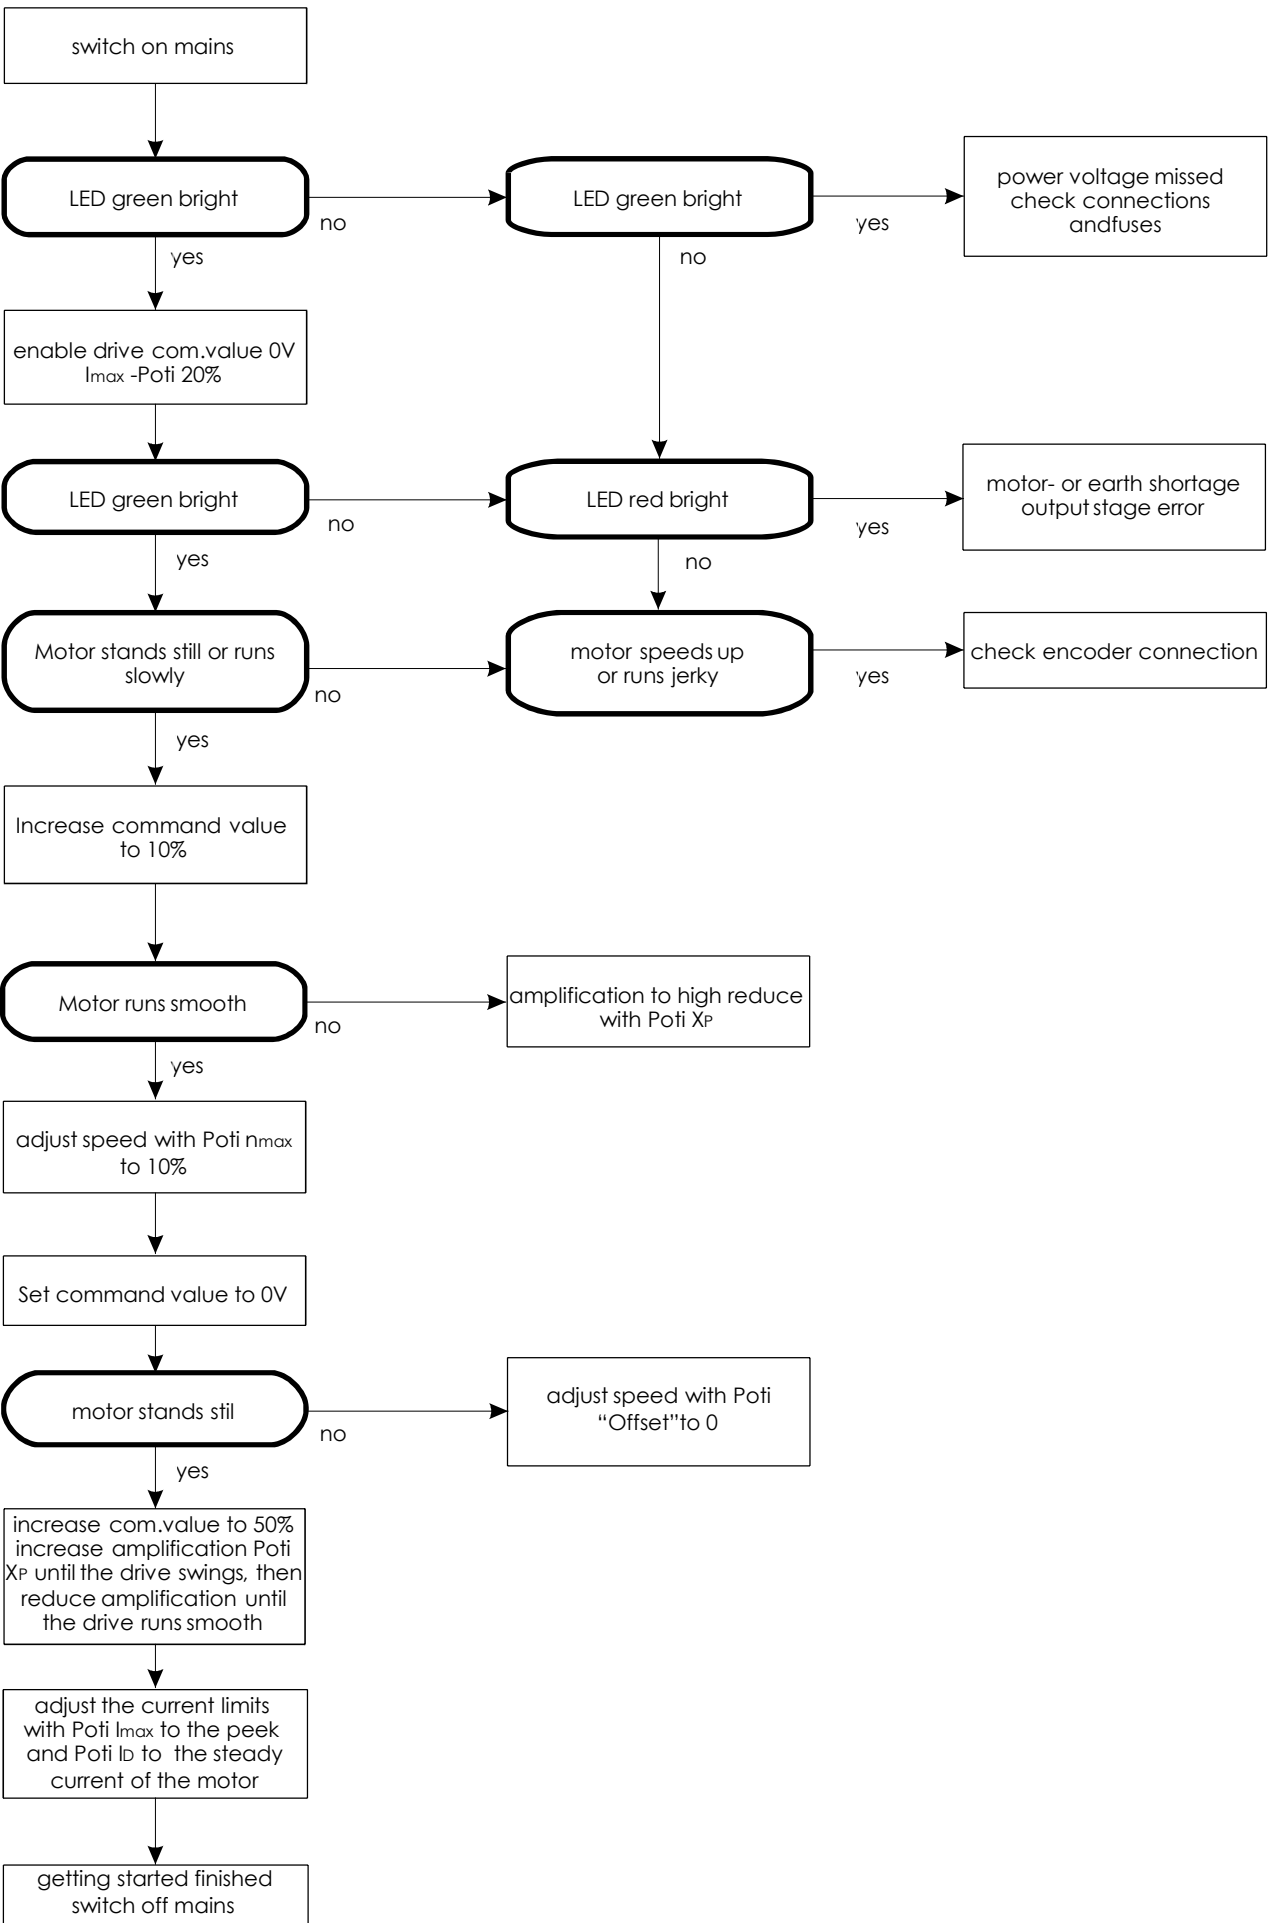 switch on mains
LED green bright
no
LED green bright
yes
power voltage missed
check connections
andfuses
yes
no
enable drive com.value 0V
Imax -Poti 20%
LED green bright
no
LED red bright
yes
motor- or earth shortage
output stage error
yes
no
Motor stands still or runs
slowly
no
motor speeds up
or runs jerky
yes
check encoder connection
yes
Increase command value
to 10%
Motor runs smooth
no
amplification to high reduce
with Poti XP
yes
adjust speed with Poti nmax
to 10%
Set command value to 0V
motor stands stil
no
adjust speed with Poti
“Offset”to 0
yes
increase com.value to 50%
increase amplification Poti
XP until the drive swings, then
reduce amplification until
the drive runs smooth
adjust the current limits
with Poti Imax to the peek
and Poti ID to the steady
current of the motor
getting started finished
switch off mains